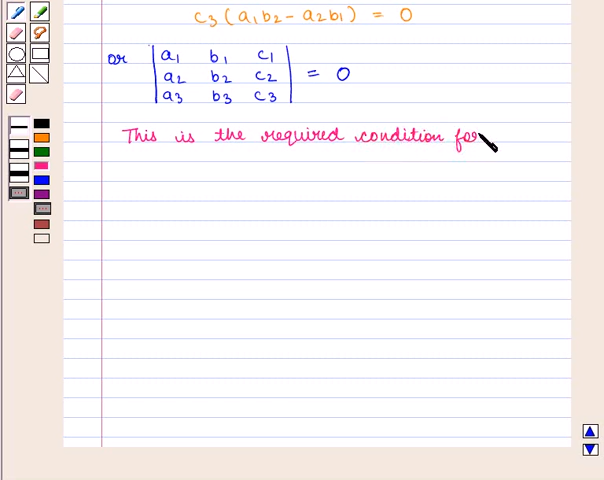 c3 ( a1b2 - a2b1 ) = 0
or | a1 b1 c1 |
| a2 b2 c2 | = 0
| a3 b3 c3 |
This is the required condition for